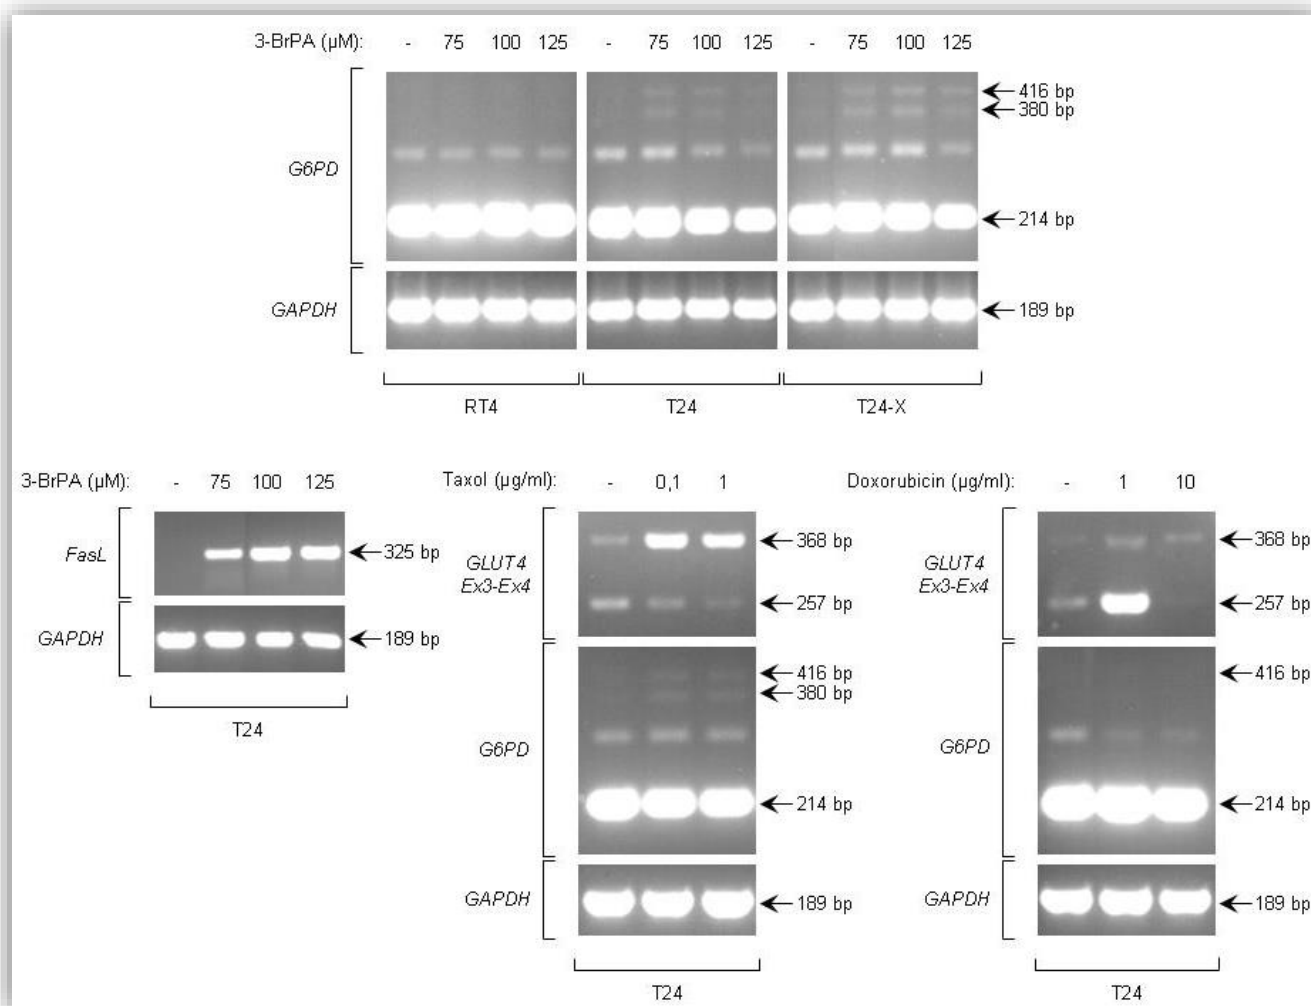 3-BrPA (µM): - 75 100 125 - 75 100 125 - 75 100 125
416 bp
380 bp
G6PD
214 bp
GAPDH
189 bp
RT4 T24 T24-X
3-BrPA (µM): - 75 100 125
FasL
325 bp
GAPDH
189 bp
T24
Taxol (µg/ml): - 0,1 1
368 bp
GLUT4
Ex3-Ex4
257 bp
416 bp
380 bp
G6PD
214 bp
GAPDH
189 bp
T24
Doxorubicin (µg/ml): - 1 10
368 bp
GLUT4
Ex3-Ex4
257 bp
416 bp
G6PD
214 bp
GAPDH
189 bp
T24